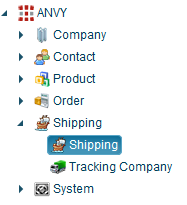 ANVY
Company
Contact
Product
Order
Shipping
Shipping
Tracking Company
System